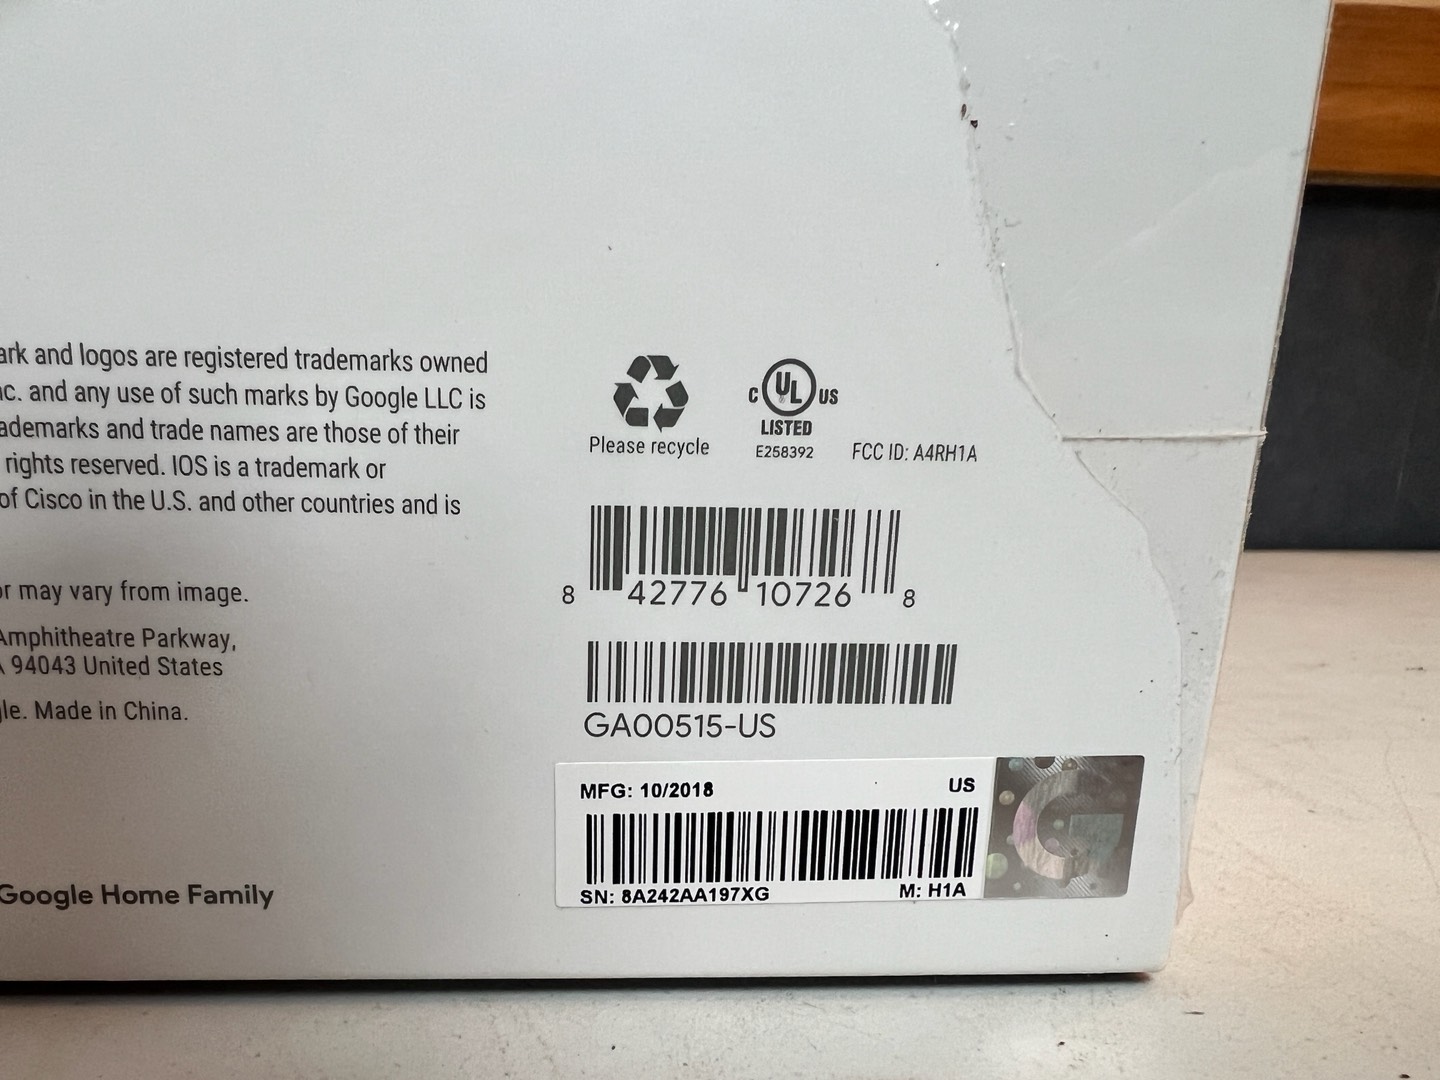 ark and logos are registered trademarks owned
nc. and any use of such marks by Google LLC is
ademarks and trade names are those of their
rights reserved. IOS is a trademark or
of Cisco in the U.S. and other countries and is
or may vary from image.
Amphitheatre Parkway,
94043 United States
gle. Made in China.
Google Home Family
Please recycle
C UL US
LISTED
E258392
FCC ID: A4RH1A
8 42776 10726 8
GA00515-US
MFG: 10/2018 US
SN: 8A242AA197XG M: H1A
G